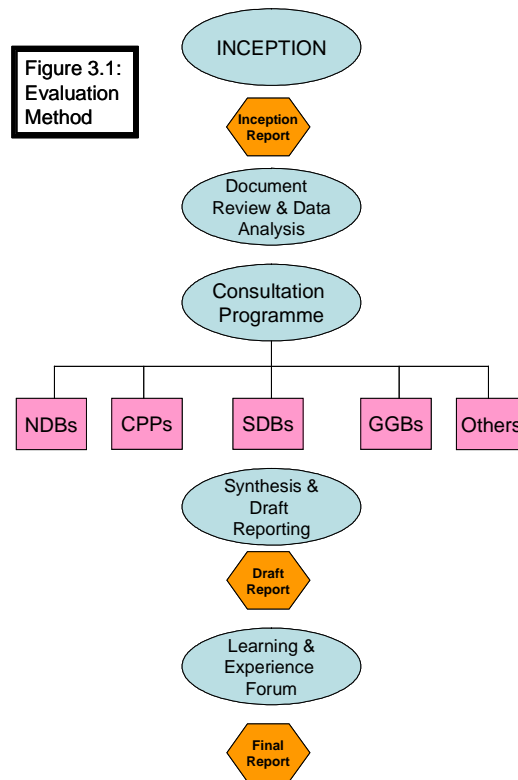 INCEPTION
Figure 3.1:
Evaluation
Method
Inception
Report
Document
Review & Data
Analysis
Consultation
Programme
NDBs
CPPs
SDBs
GGBs
Others
Synthesis &
Draft
Reporting
Draft
Report
Learning &
Experience
Forum
Final
Report